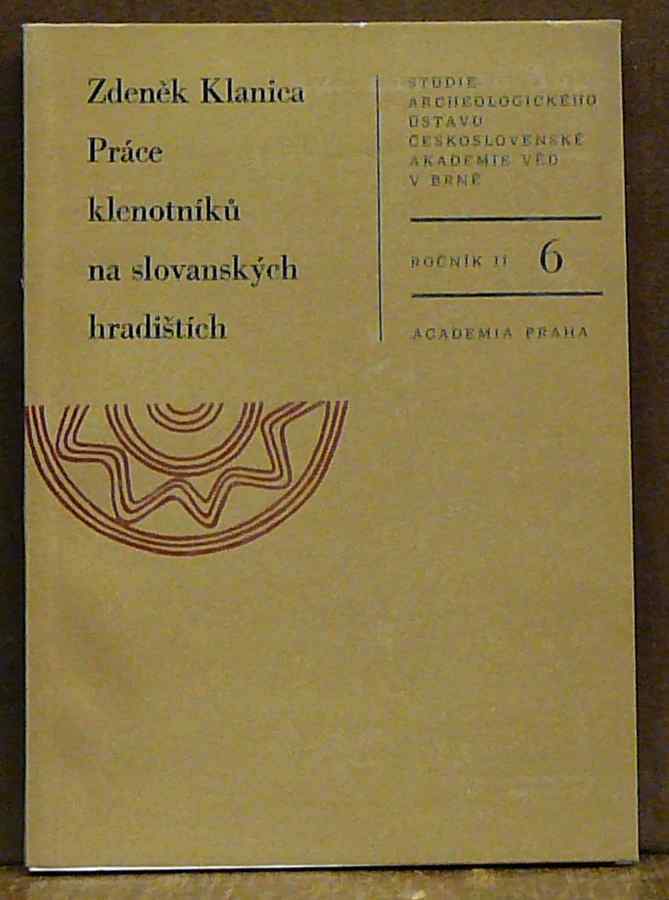 Zdeněk Klanica
Práce
klenotníků
na slovanských
hradištích
STUDIE
ARCHEOLOGICKÉHO
ÚSTAVU
ČESKOSLOVENSKÉ
AKADEMIE VĚD
V BRNĚ
ROČNÍK II 6
ACADEMIA PRAHA